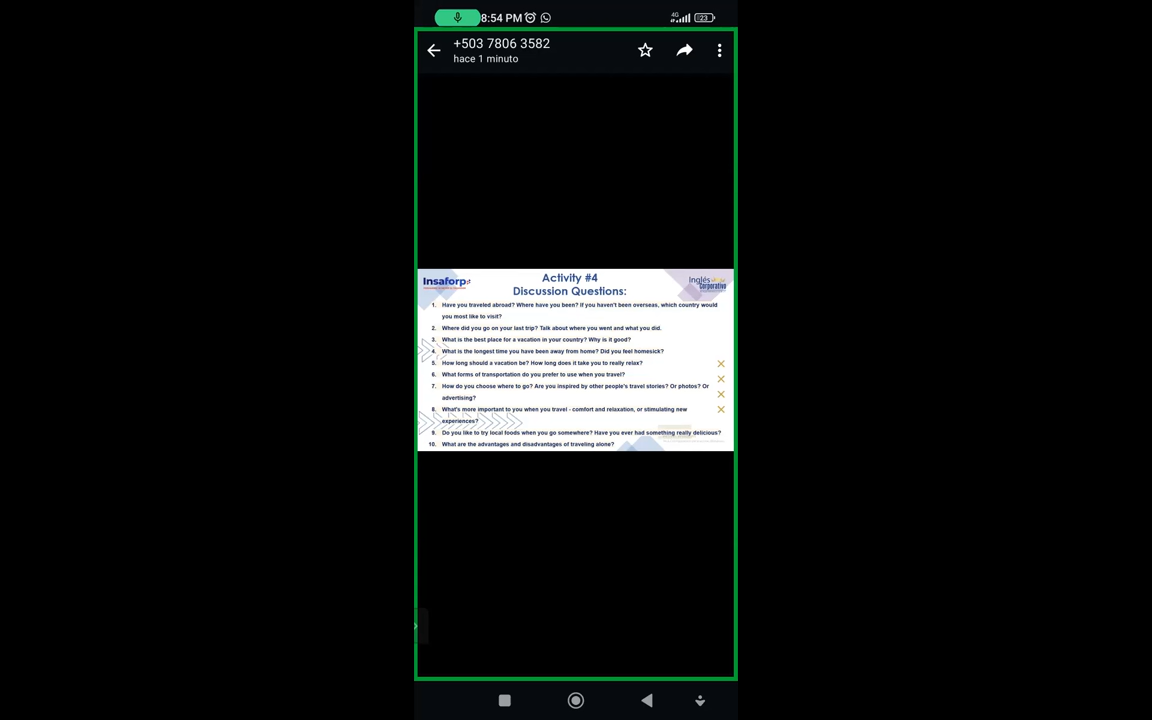 8:54 PM
4G
23
+503 7806 3582
hace 1 minuto
Insaforp
Activity #4
Inglés
Corporativo
Discussion Questions:
1. Have you traveled abroad? Where have you been? If you haven't been overseas, which country would
you most like to visit?
2. Where did you go on your last trip? Talk about where you went and what you did.
3. What is the best place for a vacation in your country? Why is it good?
4. What is the longest time you have been away from home? Did you feel homesick?
5. How long should a vacation be? How long does it take you to really relax?
6. What forms of transportation do you prefer to use when you travel?
7. How do you choose where to go? Are you inspired by other people's travel stories? Or photos? Or
advertising?
8. What's more important to you when you travel - comfort and relaxation, or stimulating new
experiences?
9. Do you like to try local foods when you go somewhere? Have you ever had something really delicious?
10. What are the advantages and disadvantages of traveling alone?